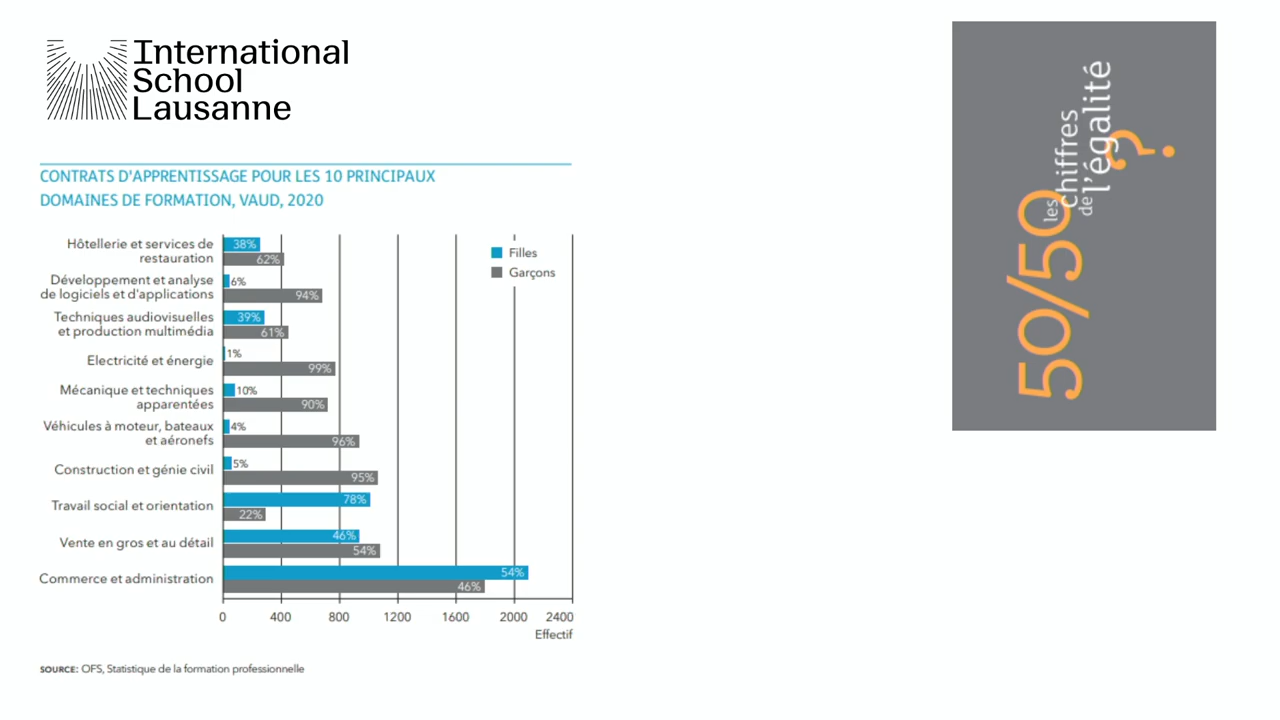 International
School
Lausanne
CONTRATS D'APPRENTISSAGE POUR LES 10 PRINCIPAUX
DOMAINES DE FORMATION, VAUD, 2020
Hôtellerie et services de
restauration
38%
62%
Développement et analyse
de logiciels et d'applications
6%
94%
Techniques audiovisuelles
et production multimédia
39%
61%
Electricité et énergie
1%
99%
Mécanique et techniques
apparentées
10%
90%
Véhicules à moteur, bateaux
et aéronefs
4%
96%
Construction et génie civil
5%
95%
Travail social et orientation
78%
22%
Vente en gros et au détail
46%
54%
Commerce et administration
54%
46%
Filles
Garçons
0 400 800 1200 1600 2000 2400
Effectif
SOURCE: OFS, Statistique de la formation professionnelle
50/50
les
chiffres
de l'égalité
?